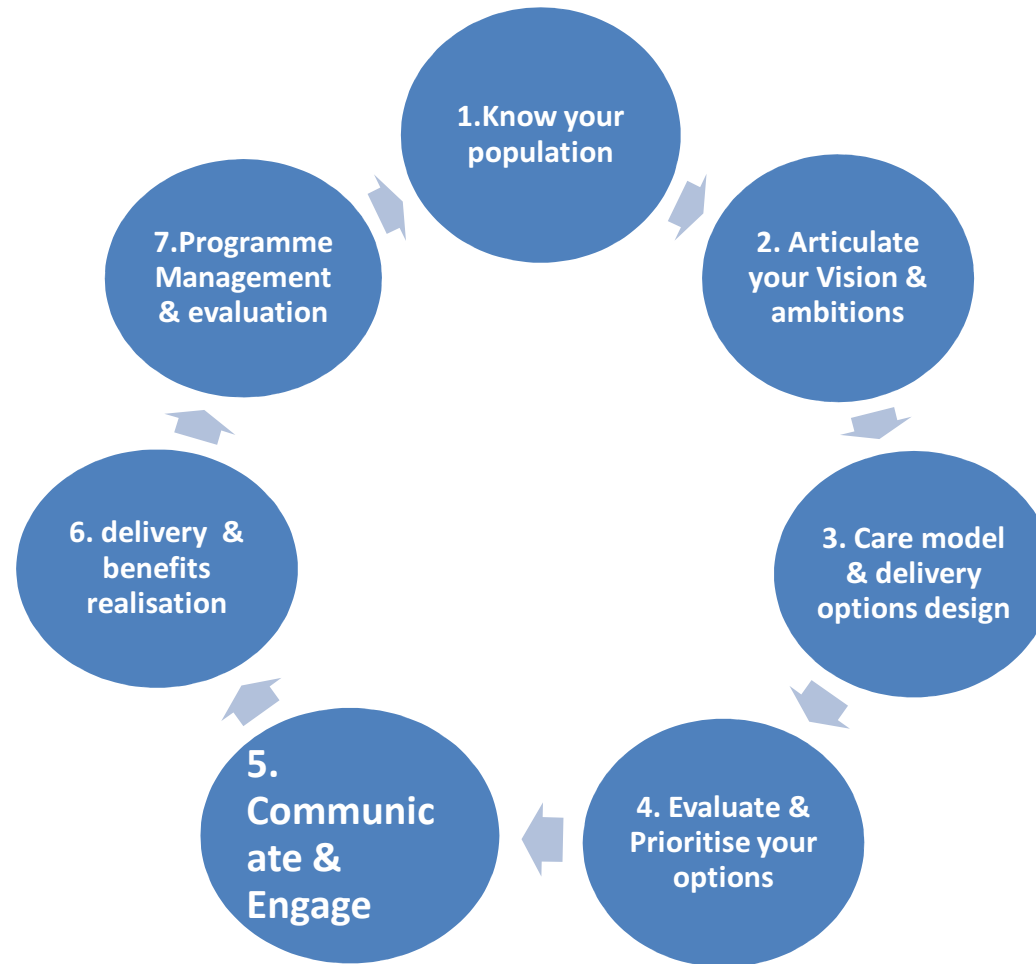 1.Know your
population
2. Articulate
your Vision &
ambitions
3. Care model
& delivery
options design
4. Evaluate &
Prioritise your
options
5.
Communic
ate &
Engage
6. delivery  &
benefits
realisation
7.Programme
Management
& evaluation